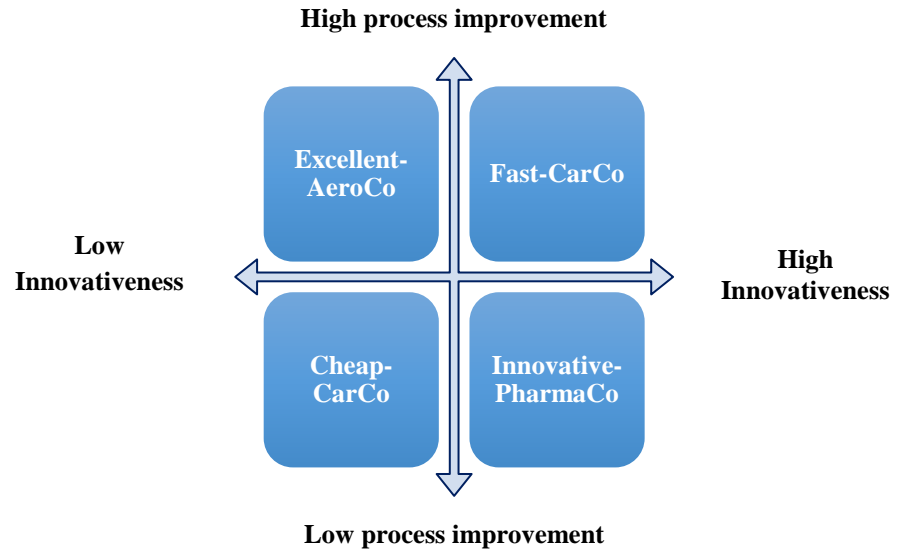 High process improvement
Excellent-
AeroCo
Fast-CarCo
Low
Innovativeness
High
Innovativeness
Cheap-
CarCo
Innovative-
PharmaCo
Low process improvement